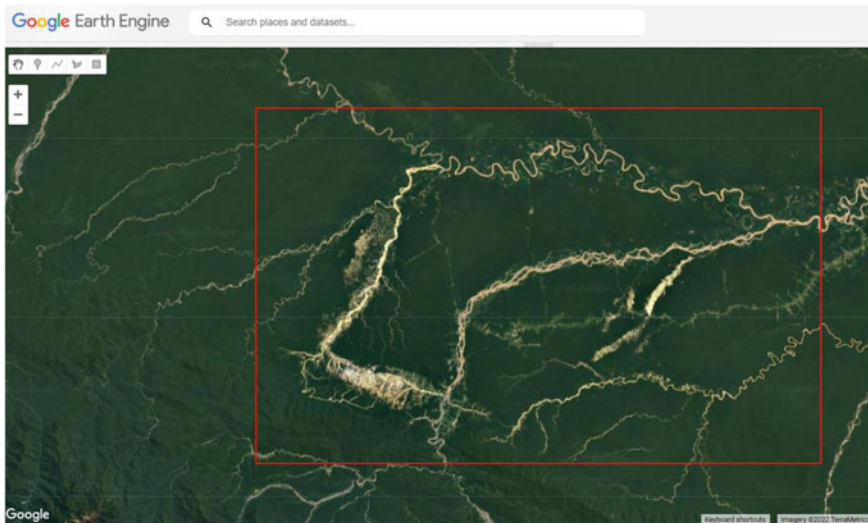 Google Earth Engine
Search places and datasets...
+
−
Google
Keyboard shortcuts
Imagery ©2022 TerraMetrics